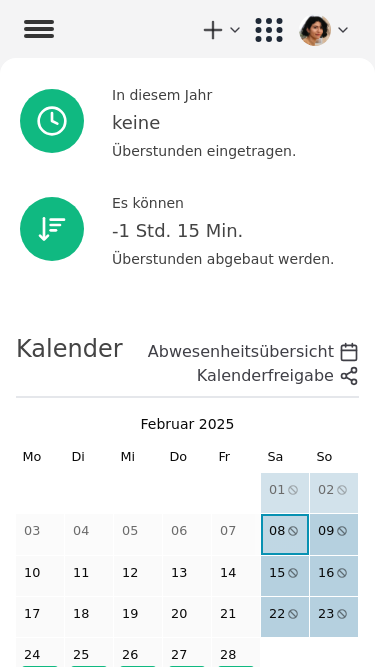 In diesem Jahr
keine
Überstunden eingetragen.
Es können
-1 Std. 15 Min.
Überstunden abgebaut werden.
Kalender
Abwesenheitsübersicht
Kalenderfreigabe
Februar 2025
Mo Di Mi Do Fr Sa So
01 02
03 04 05 06 07 08 09
10 11 12 13 14 15 16
17 18 19 20 21 22 23
24 25 26 27 28